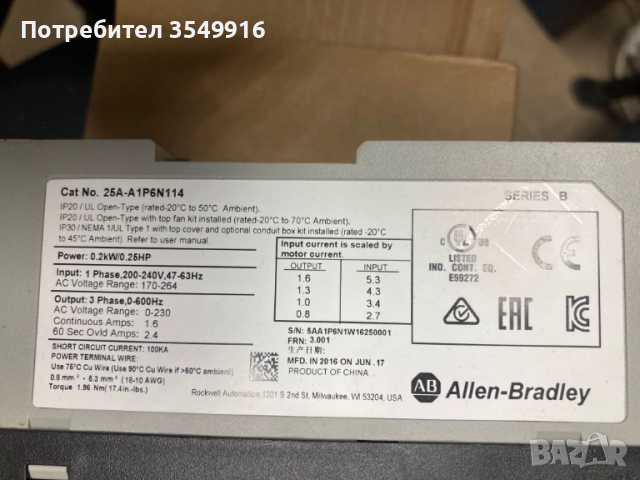 Потребител 3549916
Cat No. 25A-A1P6N114
SERIES B
IP20 / UL Open-Type (rated-20°C to 50°C Ambient).
IP20 / UL Open-Type with top fan kit installed (rated-20°C to 70°C Ambient).
IP30 / NEMA 1/UL Type 1 with top cover and optional conduit box kit installed (rated -20°C
to 45°C Ambient) Refer to user manual
Power: 0.2kW/0.25HP
Input: 1 Phase,200-240V,47-63Hz
AC Voltage Range: 170-264
Output: 3 Phase,0-600Hz
AC Voltage Range: 0-230
Continuous Amps: 1.6
60 Sec Ovld Amps: 2.4
SHORT CIRCUIT CURRENT: 100KA
POWER TERMINAL WIRE:
Use 75°C Cu Wire (Use 90°C Cu Wire if >50°C ambient)
0.8 mm² - 5.3 mm² (18-10 AWG)
Torque 1.96 Nm(17.4in.-lbs.)
Input current is scaled by
motor current.
OUTPUT INPUT
1.6 5.3
1.3 4.3
1.0 3.4
0.8 2.7
S/N: 5AA1P6N1W16250001
FRN: 3.001
生产日期:
MFD. IN 2016 ON JUN .17
PRODUCT OF CHINA
Rockwell Automation,1201 S 2nd St, Milwaukee, WI 53204, USA
C UL US
LISTED
IND. CONT. EQ.
E59272
EAC
AB Allen-Bradley
BAZAR